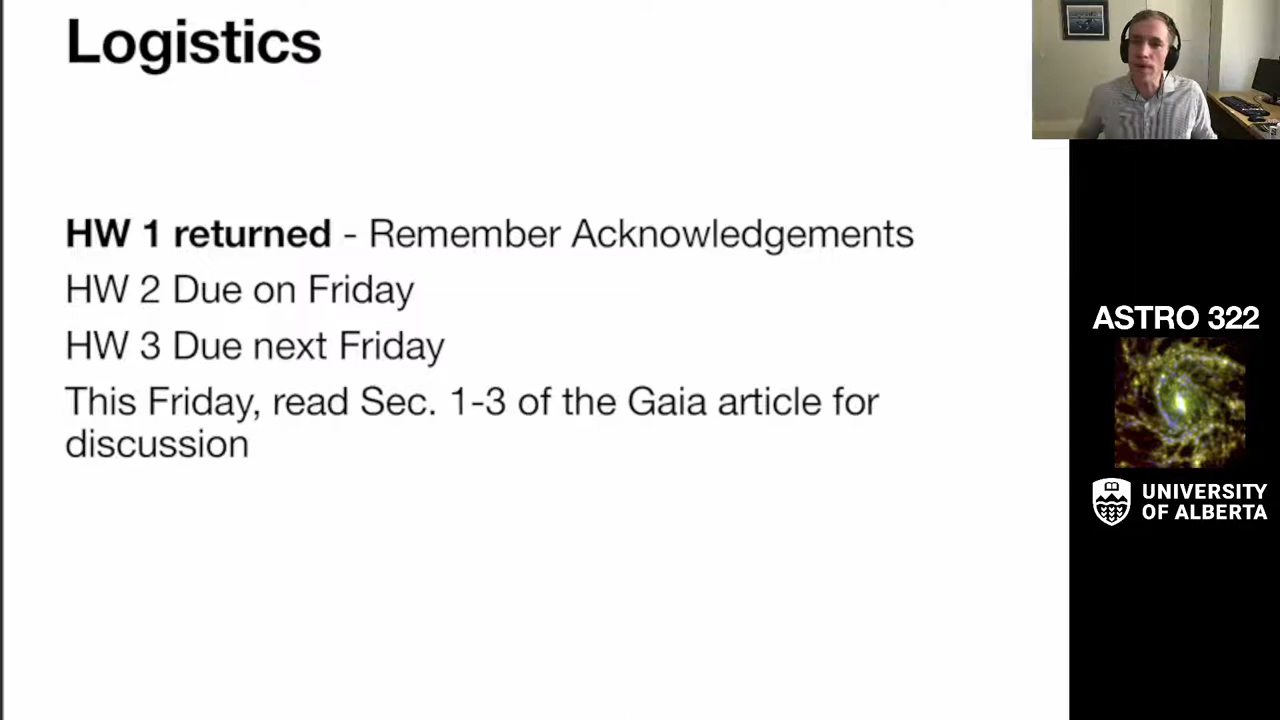 Logistics
HW 1 returned - Remember Acknowledgements
HW 2 Due on Friday
HW 3 Due next Friday
This Friday, read Sec. 1-3 of the Gaia article for
discussion
ASTRO 322
UNIVERSITY
OF ALBERTA